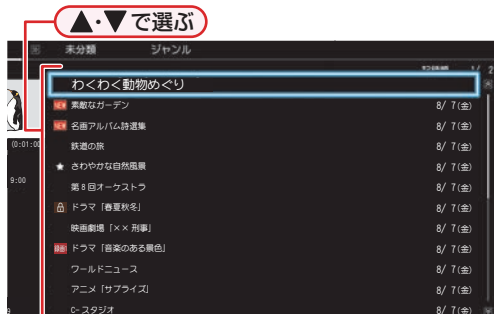 ▲・▼で選ぶ
未分類 ジャンル
1/ 2
わくわく動物めぐり
NEW 素敵なガーデン 8/ 7(金)
NEW 名画アルバム詩選集 8/ 7(金)
(0:01:00
鉄道の旅 8/ 7(金)
★ さわやかな自然風景 8/ 7(金)
9:00
第8回オーケストラ 8/ 7(金)
ドラマ「春夏秋冬」 8/ 7(金)
映画劇場「××刑事」 8/ 7(金)
ドラマ「音楽のある景色」 8/ 7(金)
ワールドニュース 8/ 7(金)
アニメ「サプライズ」 8/ 7(金)
C-スタジオ 8/ 7(金)